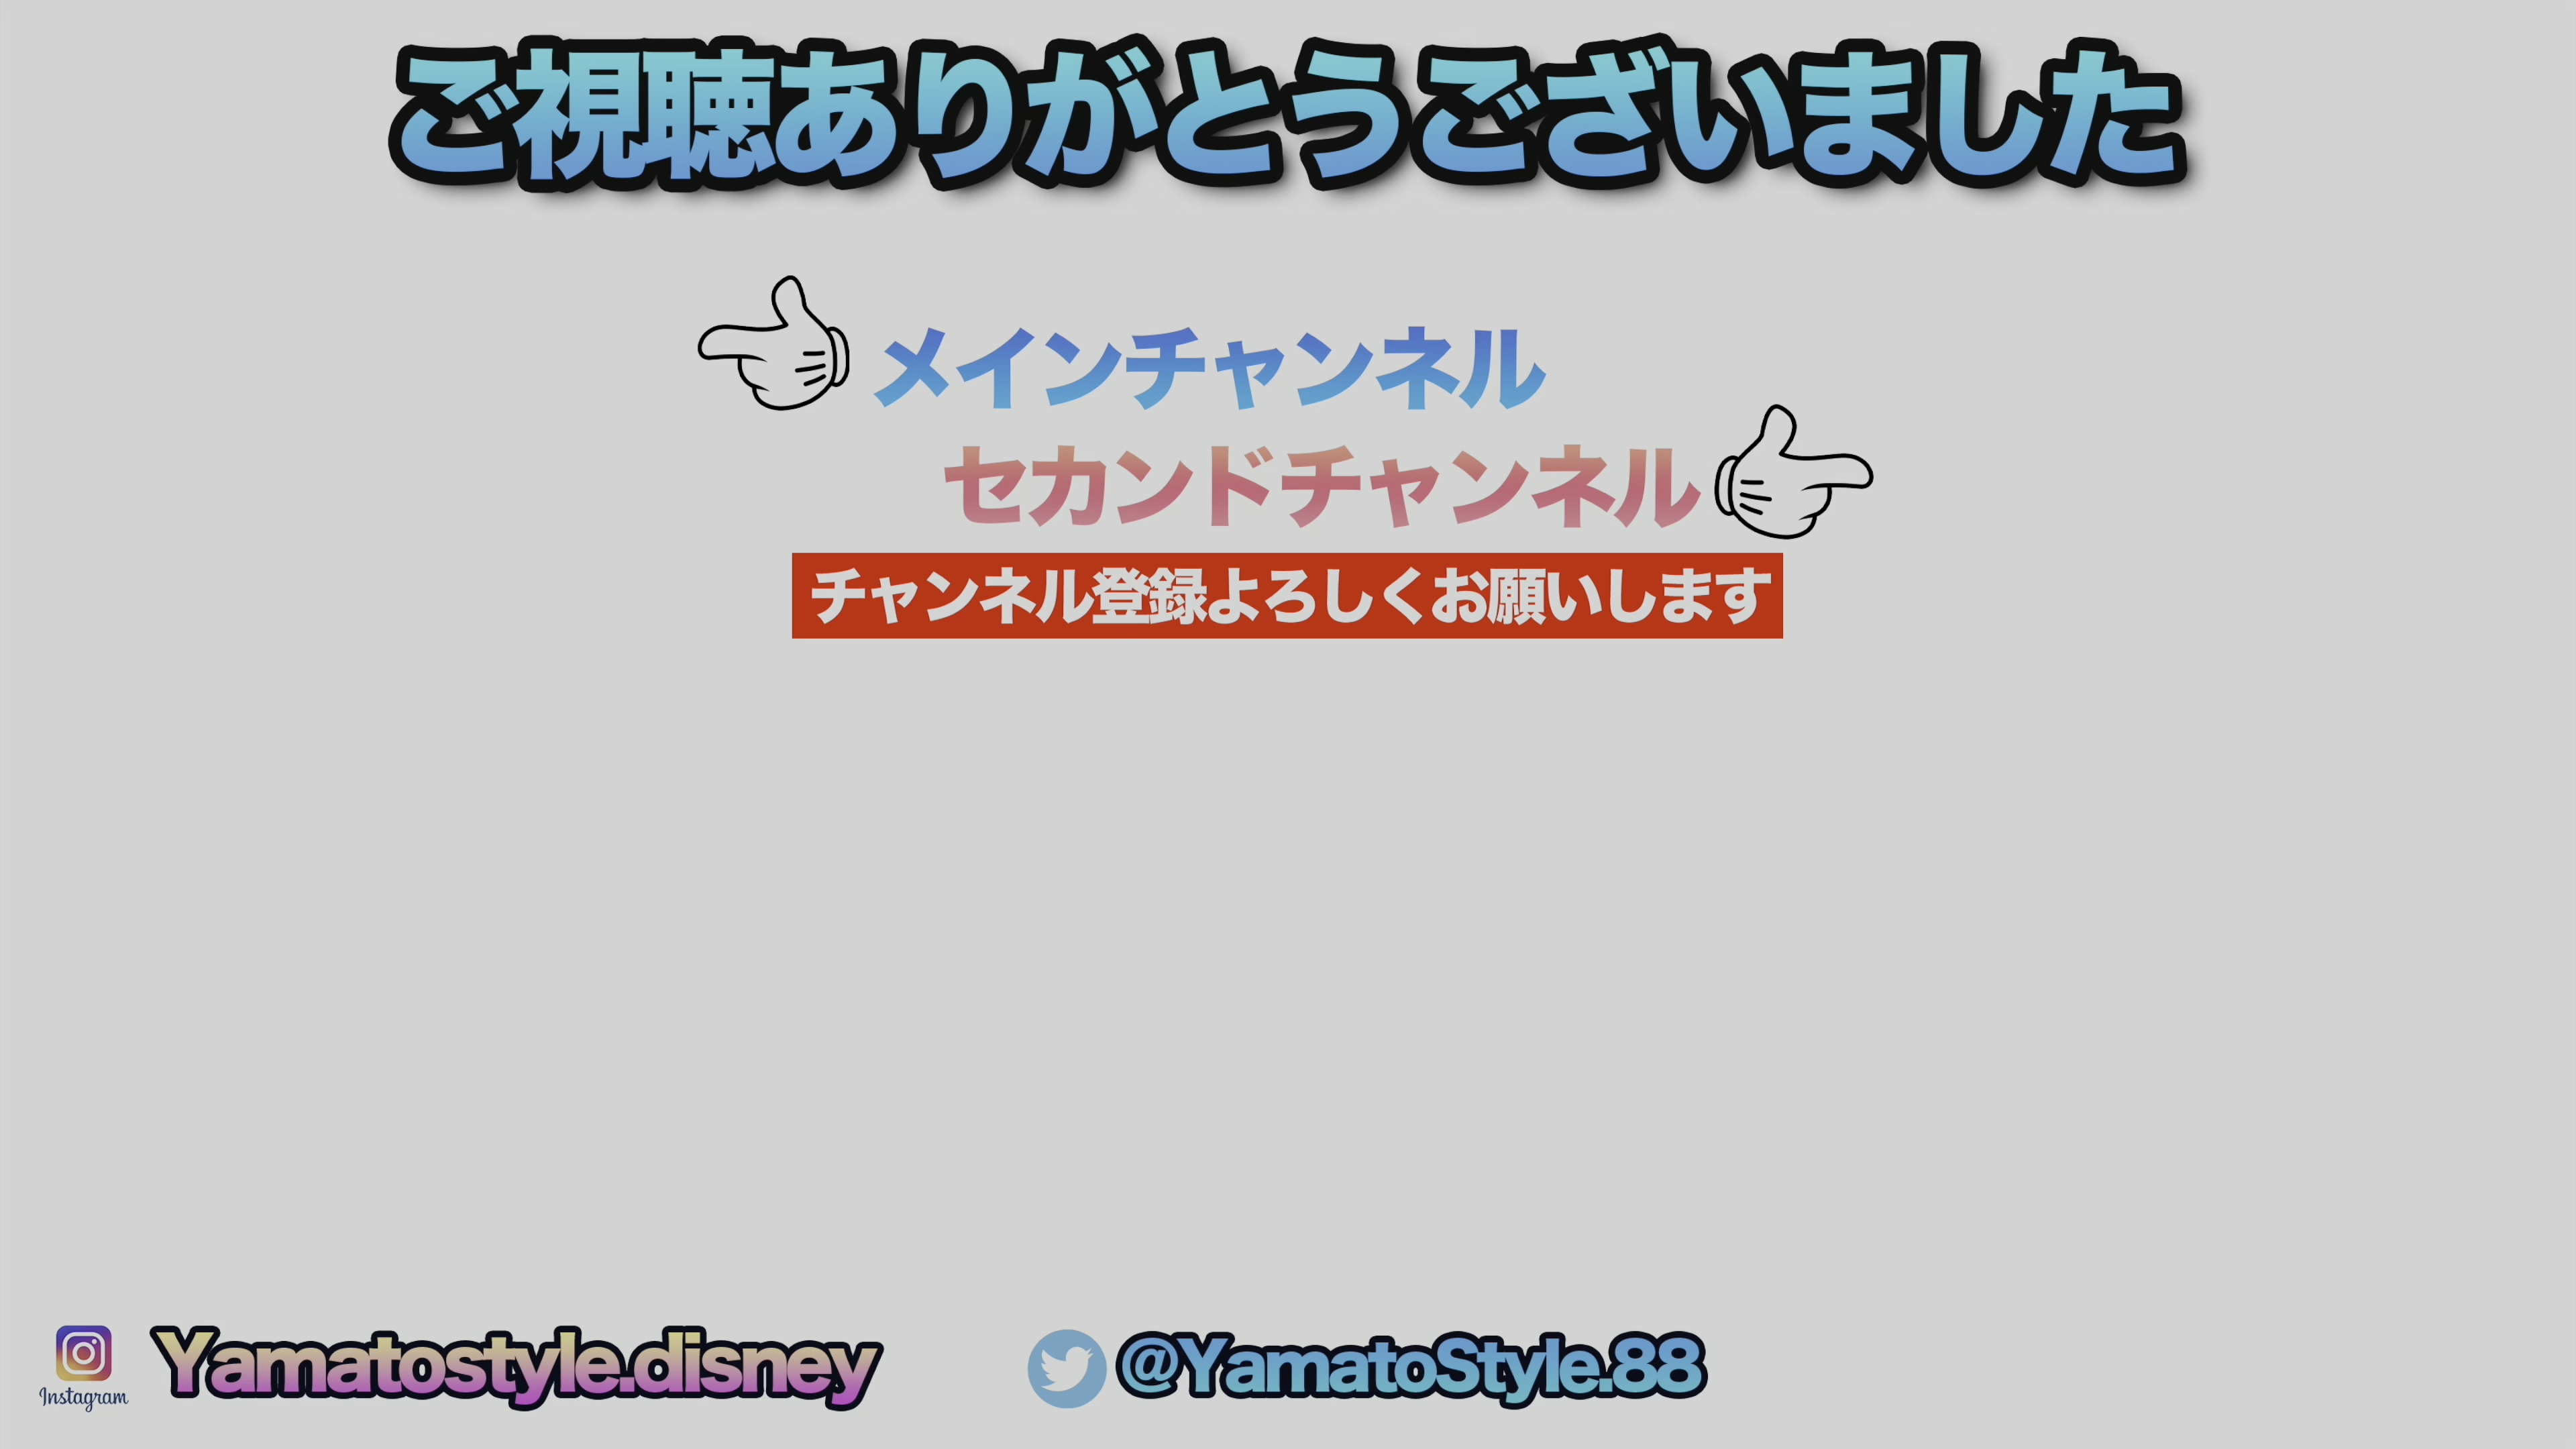 ご視聴ありがとうございました
メインチャンネル
セカンドチャンネル
チャンネル登録よろしくお願いします
Instagram
Yamatostyle.disney
@YamatoStyle.88